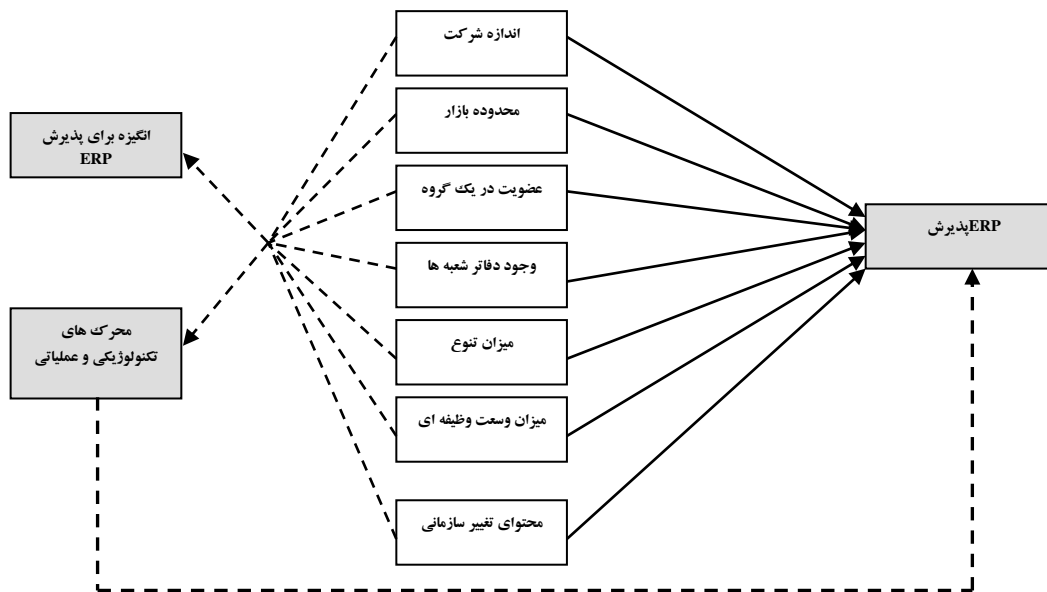 اندازه شرکت
محدوده بازار
انگیزه برای پذیرش
ERP
عضویت در یک گروه
ERPپذیرش
وجود دفاتر شعبه ها
محرک های
تکنولوژیکی و عملیاتی
میزان تنوع
میزان وسعت وظیفه ای
محتوای تغییر سازمانی